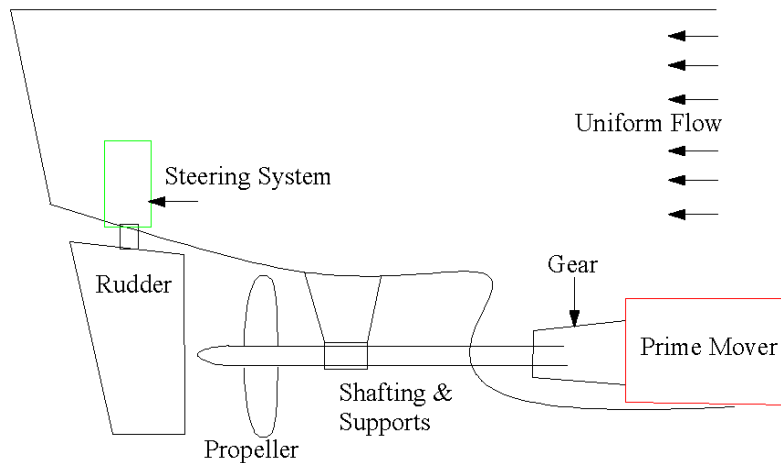 Uniform Flow
Steering System
Gear
Rudder
Prime Mover
Shafting &
Supports
Propeller